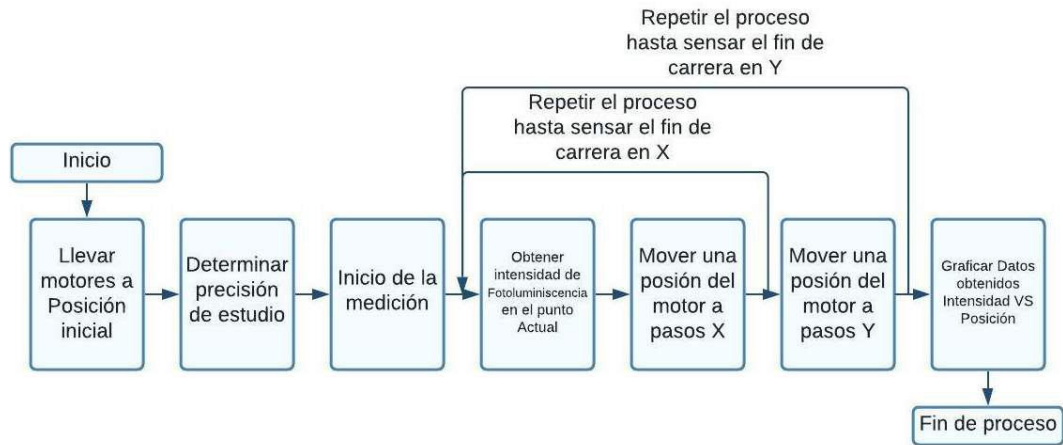 Repetir el proceso
hasta sensar el fin de
carrera en Y
Repetir el proceso
hasta sensar el fin de
carrera en X
Inicio
Llevar
motores a
Posición
inicial
Determinar
precisión
de estudio
Inicio de la
medición
Obtener
intensidad de
Fotoluminiscencia
en el punto
Actual
Mover una
posión del
motor a
pasos X
Mover una
posión del
motor a
pasos Y
Graficar Datos
obtenidos
Intensidad VS
Posición
Fin de proceso